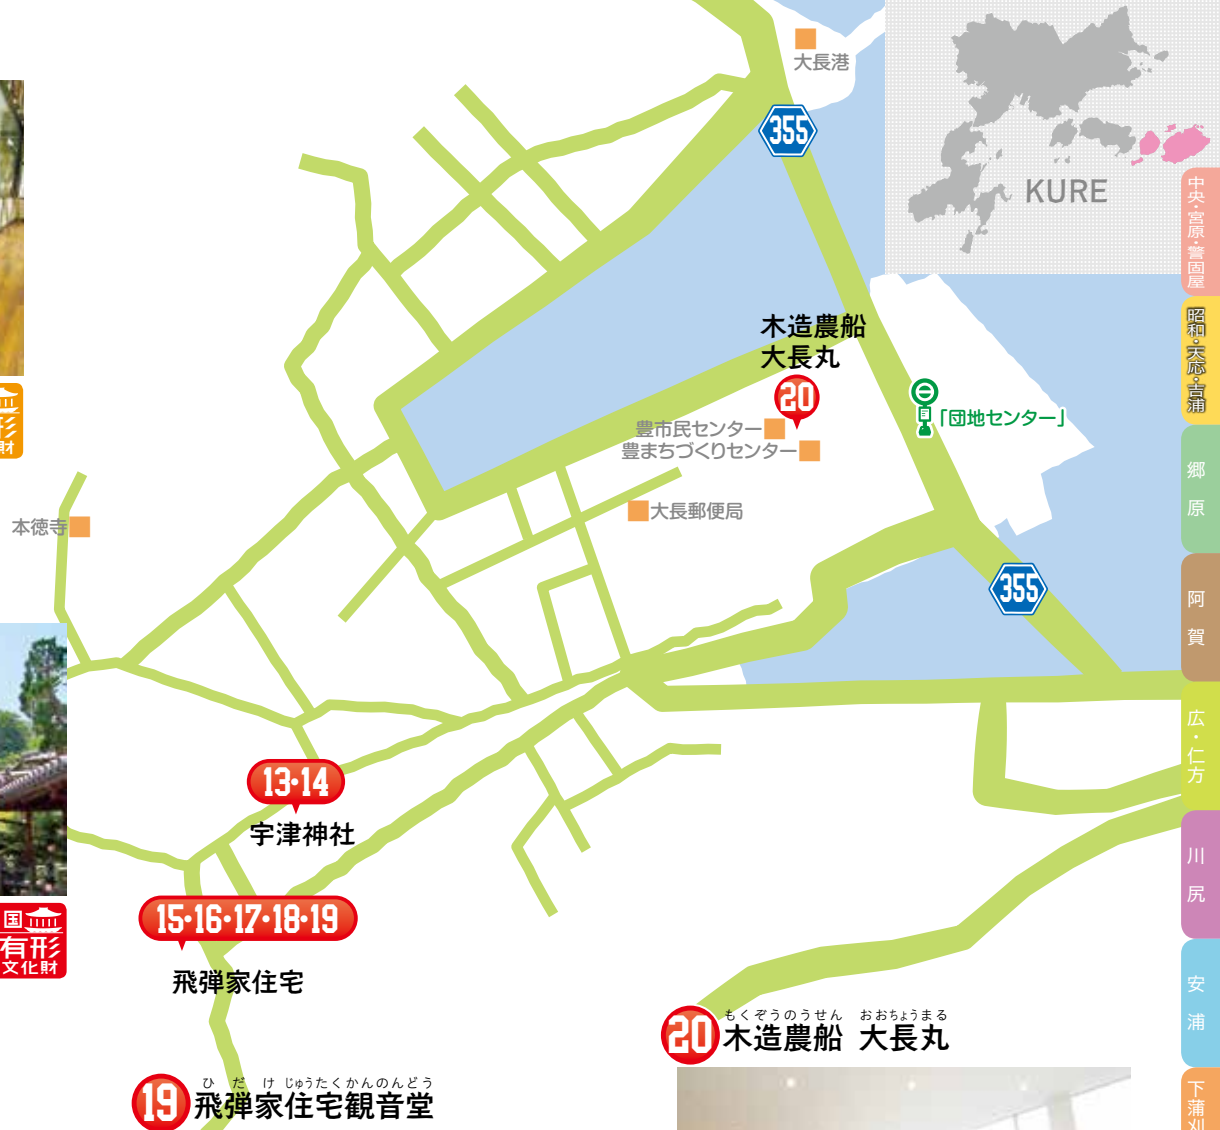 大長港
355
KURE
木造農船
大長丸
20
豊市民センター
豊まちづくりセンター
「団地センター」
大長郵便局
本徳寺
355
13・14
宇津神社
15・16・17・18・19
飛弾家住宅
形
財
国
有形
文化財
もくぞうのうせん おおちょうまる
20 木造農船 大長丸
ひだけじゅうたくかんのんどう
19 飛弾家住宅観音堂
中央・宮原・警固屋
昭和・天応・吉浦
郷原
阿賀
広・仁方
川尻
安浦
下蒲刈